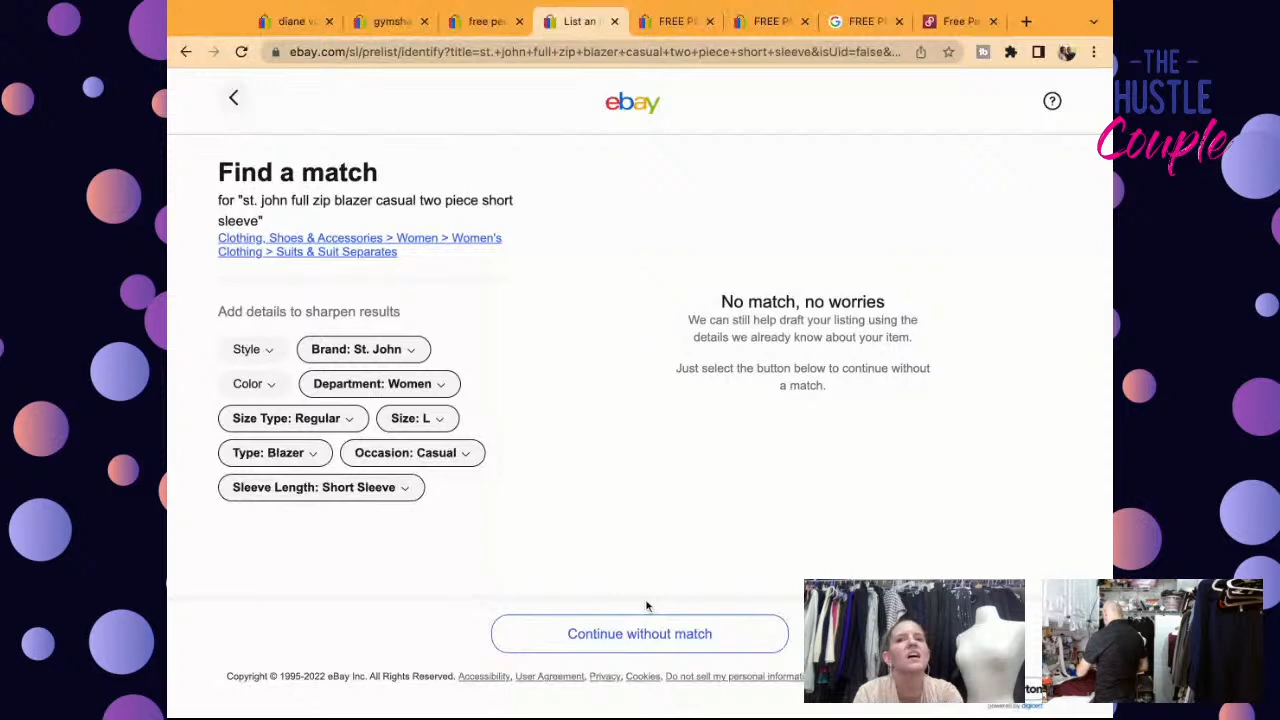 diane v
gymsha
free pe
List an i
FREE PE
FREE PE
FREE PE
Free Pe
ebay.com/sl/prelist/identify?title=st.+john+full+zip+blazer+casual+two+piece+short+sleeve&isUid=false&...
-THE-
HUSTLE
Couple
ebay
Find a match
for "st. john full zip blazer casual two piece short
sleeve"
Clothing, Shoes & Accessories > Women > Women's
Clothing > Suits & Suit Separates
Add details to sharpen results
Style
Brand: St. John
Color
Department: Women
Size Type: Regular
Size: L
Type: Blazer
Occasion: Casual
Sleeve Length: Short Sleeve
No match, no worries
We can still help draft your listing using the
details we already know about your item.
Just select the button below to continue without
a match.
Continue without match
Copyright © 1995-2022 eBay Inc. All Rights Reserved. Accessibility, User Agreement, Privacy, Cookies, Do not sell my personal informat
powered by digicert